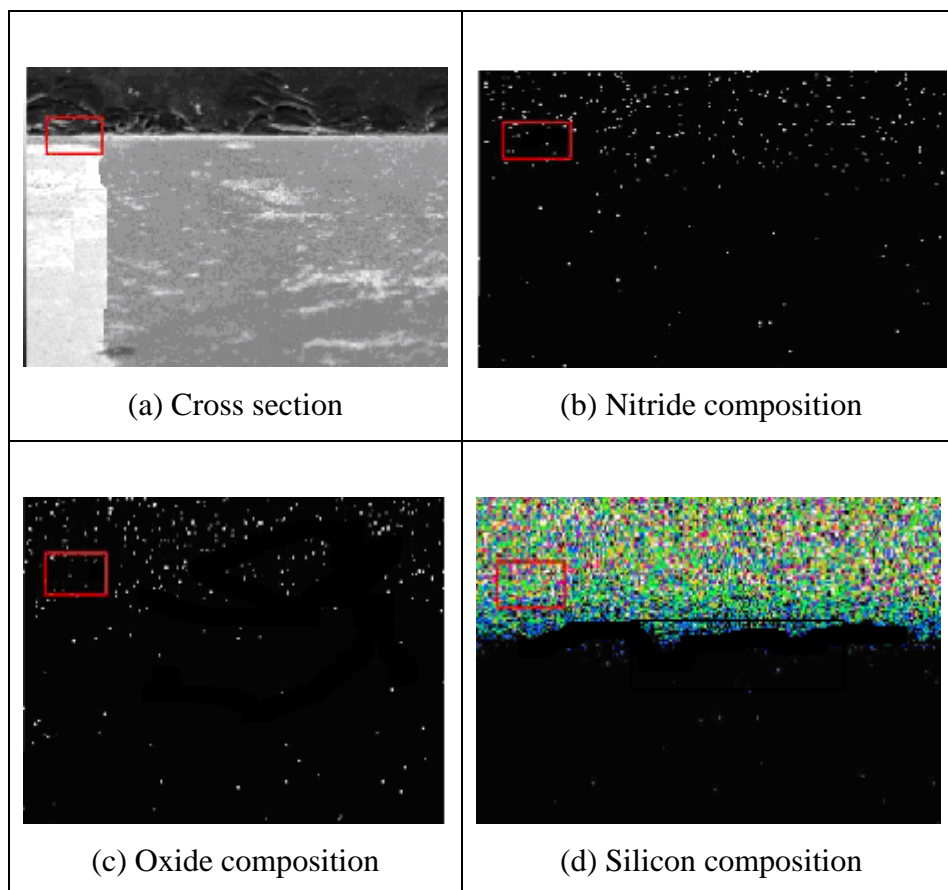 (a) Cross section
(b) Nitride composition
(c) Oxide composition
(d) Silicon composition